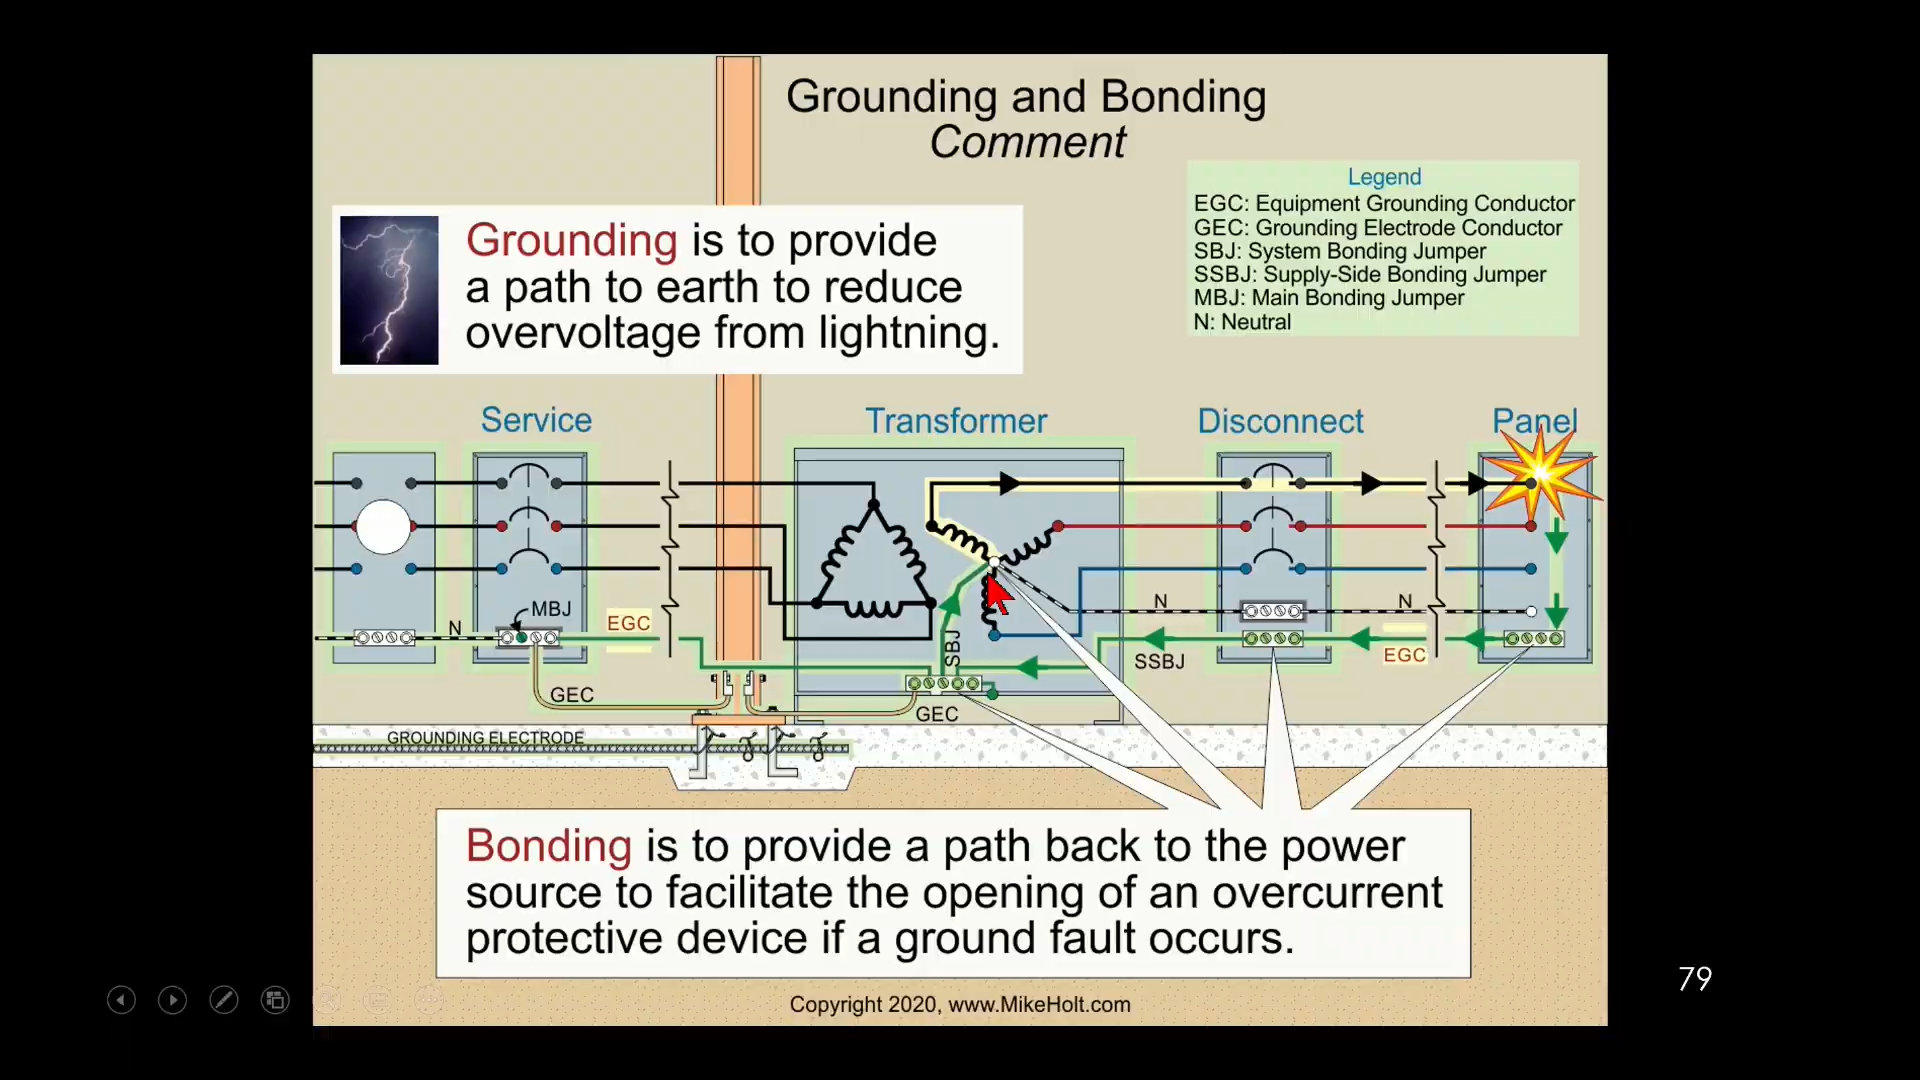 Grounding and Bonding
Comment
Legend
EGC: Equipment Grounding Conductor
GEC: Grounding Electrode Conductor
SBJ: System Bonding Jumper
SSBJ: Supply-Side Bonding Jumper
MBJ: Main Bonding Jumper
N: Neutral
Grounding is to provide
a path to earth to reduce
overvoltage from lightning.
Service
Transformer
Disconnect
Panel
MBJ
N
EGC
GEC
SBJ
GEC
N
N
SSBJ
EGC
GROUNDING ELECTRODE
Bonding is to provide a path back to the power
source to facilitate the opening of an overcurrent
protective device if a ground fault occurs.
Copyright 2020, www.MikeHolt.com
79